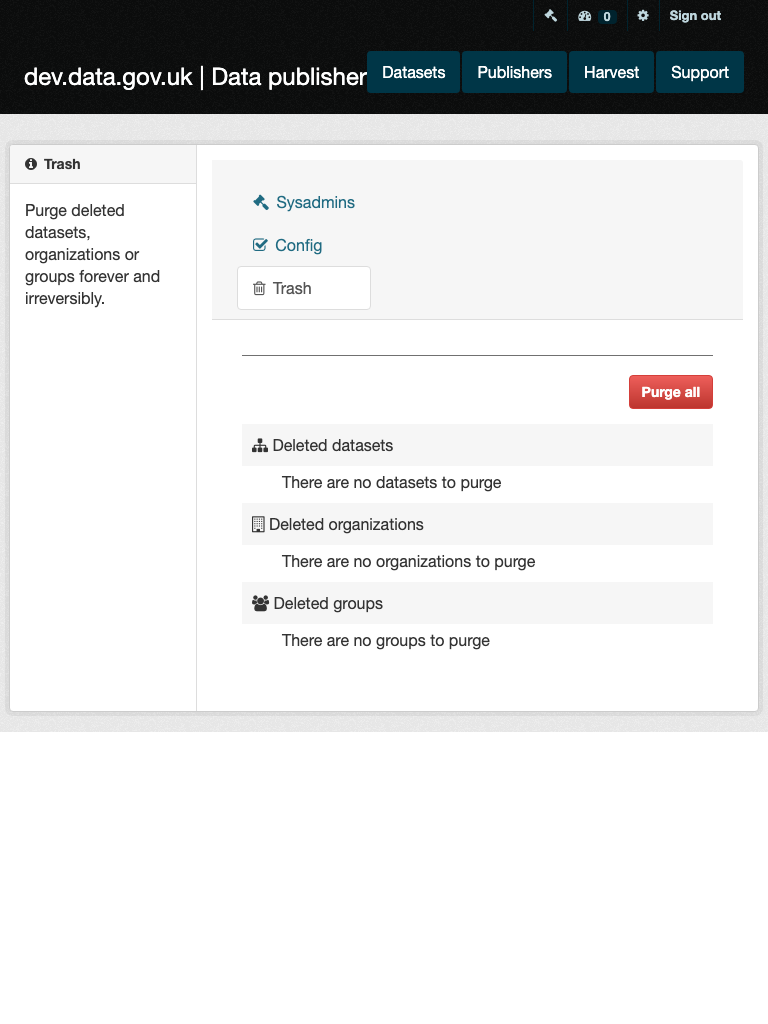 0
Sign out
dev.data.gov.uk | Data publisher
Datasets
Publishers
Harvest
Support
Trash
Purge deleted
datasets,
organizations or
groups forever and
irreversibly.
Sysadmins
Config
Trash
Purge all
Deleted datasets
There are no datasets to purge
Deleted organizations
There are no organizations to purge
Deleted groups
There are no groups to purge